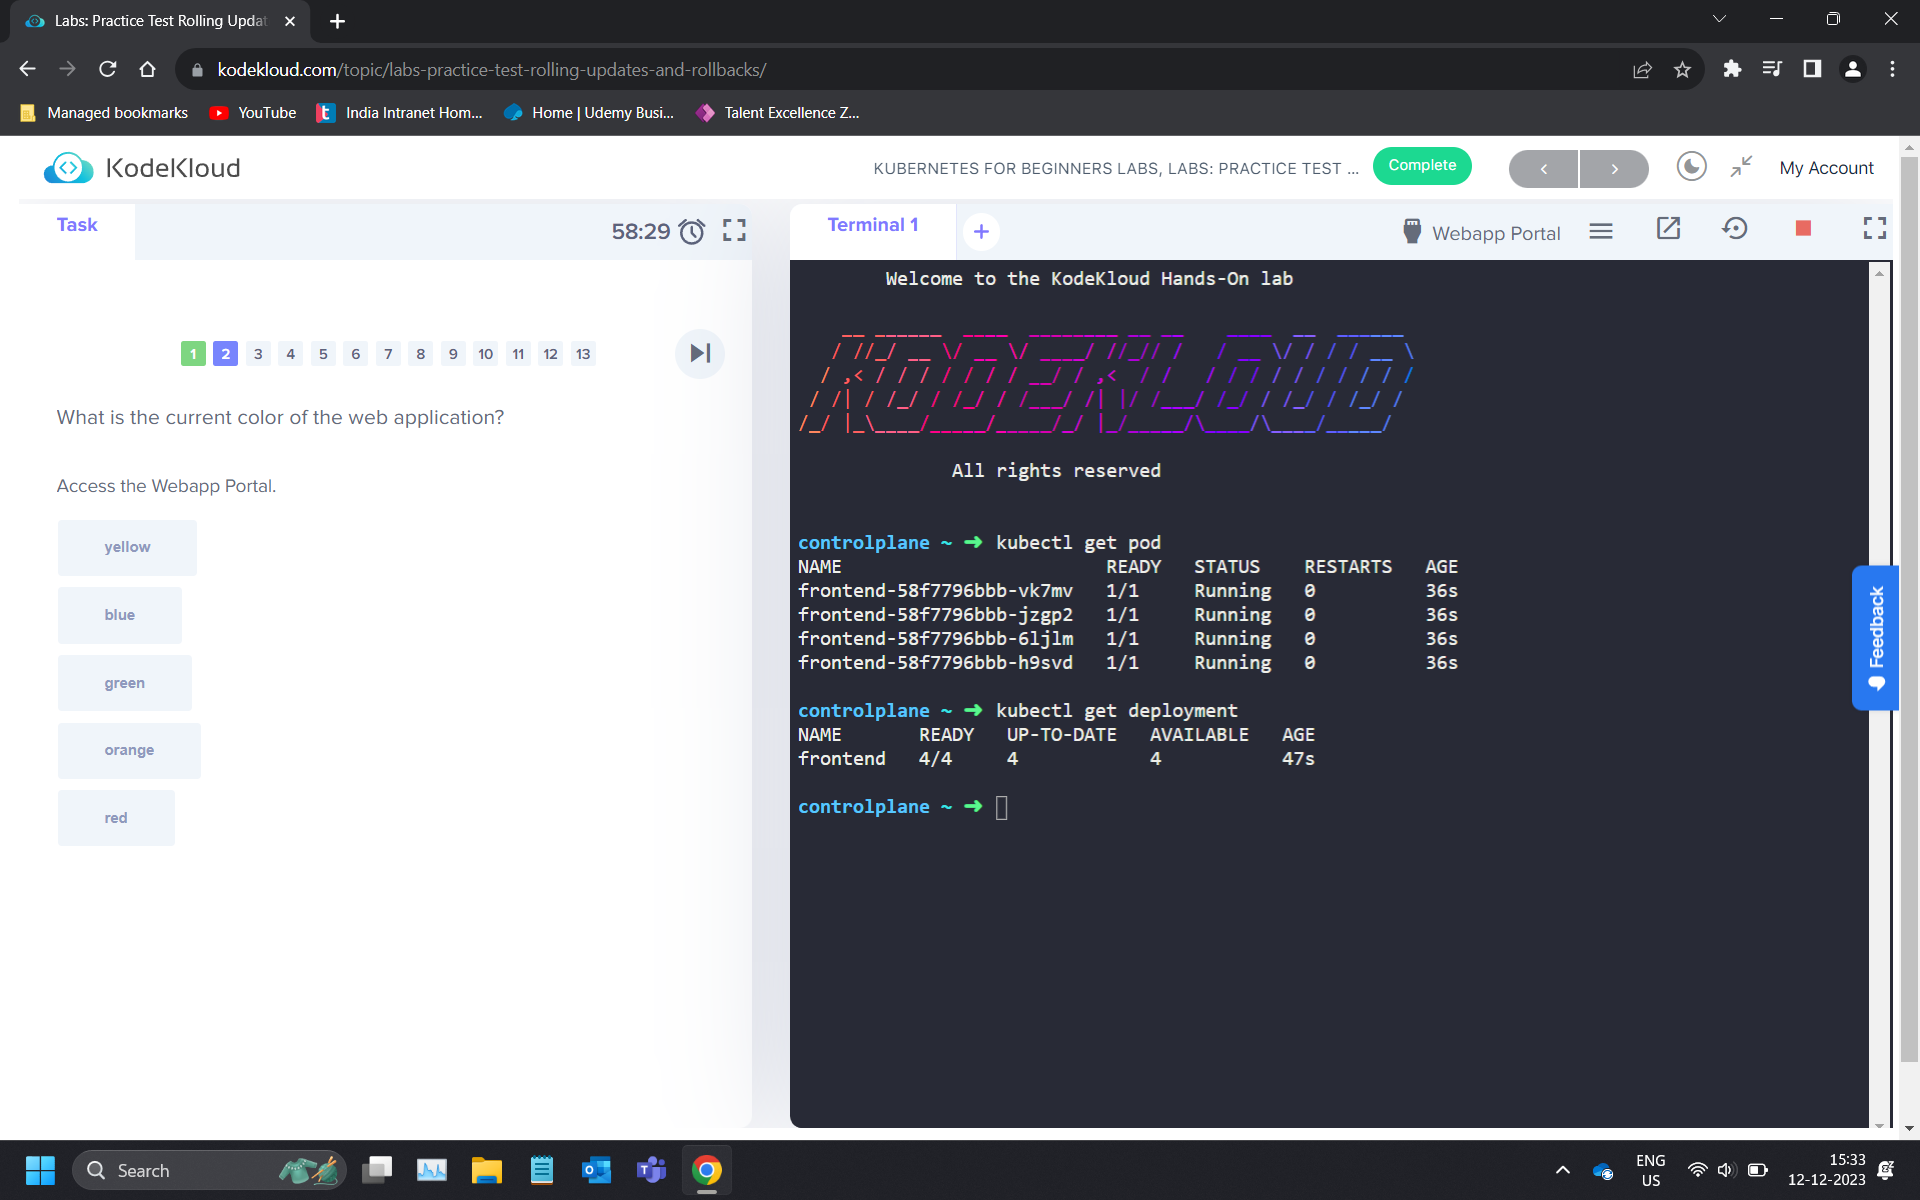 Labs: Practice Test Rolling Updat
kodekloud.com/topic/labs-practice-test-rolling-updates-and-rollbacks/
Managed bookmarks
YouTube
India Intranet Hom...
Home | Udemy Busi...
Talent Excellence Z...
KodeKloud
KUBERNETES FOR BEGINNERS LABS, LABS: PRACTICE TEST ...
Complete
My Account
Task
58:29
Terminal 1
+
Webapp Portal
1 2 3 4 5 6 7 8 9 10 11 12 13
What is the current color of the web application?
Access the Webapp Portal.
yellow
blue
green
orange
red
Welcome to the KodeKloud Hands-On lab
KODEKLOUD
All rights reserved
controlplane ~ ➜ kubectl get pod
NAME READY STATUS RESTARTS AGE
frontend-58f7796bbb-vk7mv 1/1 Running 0 36s
frontend-58f7796bbb-jzgp2 1/1 Running 0 36s
frontend-58f7796bbb-6ljlm 1/1 Running 0 36s
frontend-58f7796bbb-h9svd 1/1 Running 0 36s
controlplane ~ ➜ kubectl get deployment
NAME READY UP-TO-DATE AVAILABLE AGE
frontend 4/4 4 4 47s
controlplane ~ ➜
Feedback
Search
ENG
US
15:33
12-12-2023